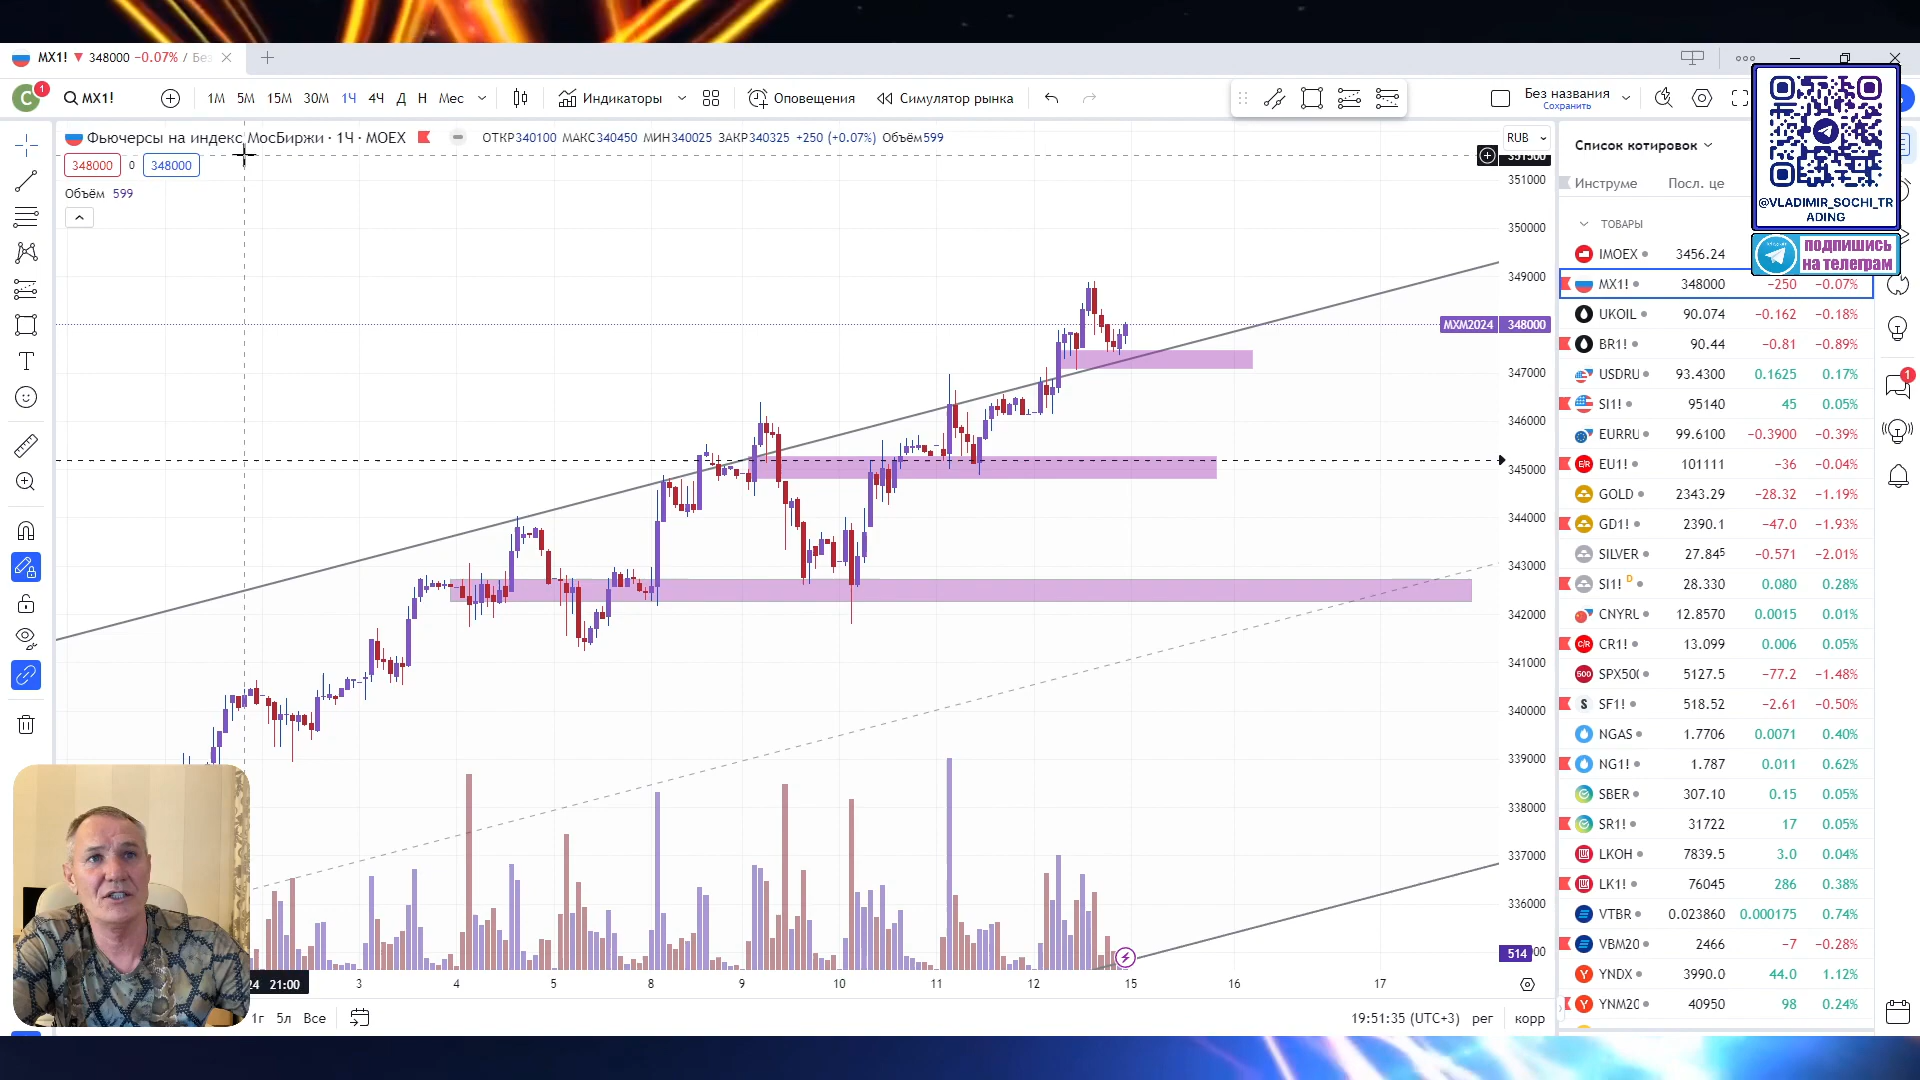 MX1! ▼ 348000 −0.07% / Без
C 1 MX1! 1М 5М 15М 30М 1Ч 4Ч Д Н Мес Индикаторы Оповещения Симулятор рынка Без названия
Сохранить
Фьючерсы на индекс МосБиржи · 1Ч · MOEX ОТКР340100 МАКС340450 МИН340025 ЗАКР340325 +250 (+0.07%) Объём599
RUB
348000 0 348000
Объём 599
351500
351000
350000
349000
MXM2024 348000
347000
346000
345000
344000
343000
342000
341000
340000
339000
338000
337000
336000
514
24 21:00 3 4 5 8 9 10 11 12 15 16 17
1г 5л Все
19:51:35 (UTC+3) рег корр
Список котировок
Инструме Посл. це
ТОВАРЫ
IMOEX 3456.24
MX1! 348000 −250 −0.07%
UKOIL 90.074 −0.162 −0.18%
BR1! 90.44 −0.81 −0.89%
USDRU 93.4300 0.1625 0.17%
SI1! 95140 45 0.05%
EURRU 99.6100 −0.3900 −0.39%
EU1! 101111 −36 −0.04%
GOLD 2343.29 −28.32 −1.19%
GD1! 2390.1 −47.0 −1.93%
SILVER 27.845 −0.571 −2.01%
SI1! D 28.330 0.080 0.28%
CNYRU 12.8570 0.0015 0.01%
CR1! 13.099 0.006 0.05%
SPX500 5127.5 −77.2 −1.48%
SF1! 518.52 −2.61 −0.50%
NGAS 1.7706 0.0071 0.40%
NG1! 1.787 0.011 0.62%
SBER 307.10 0.15 0.05%
SR1! 31722 17 0.05%
LKOH 7839.5 3.0 0.04%
LK1! 76045 286 0.38%
VTBR 0.023860 0.000175 0.74%
VBM20 2466 −7 −0.28%
YNDX 3990.0 44.0 1.12%
YNM20 40950 98 0.24%
@VLADIMIR_SOCHI_TR
ADING
подпишись
на телеграм
1